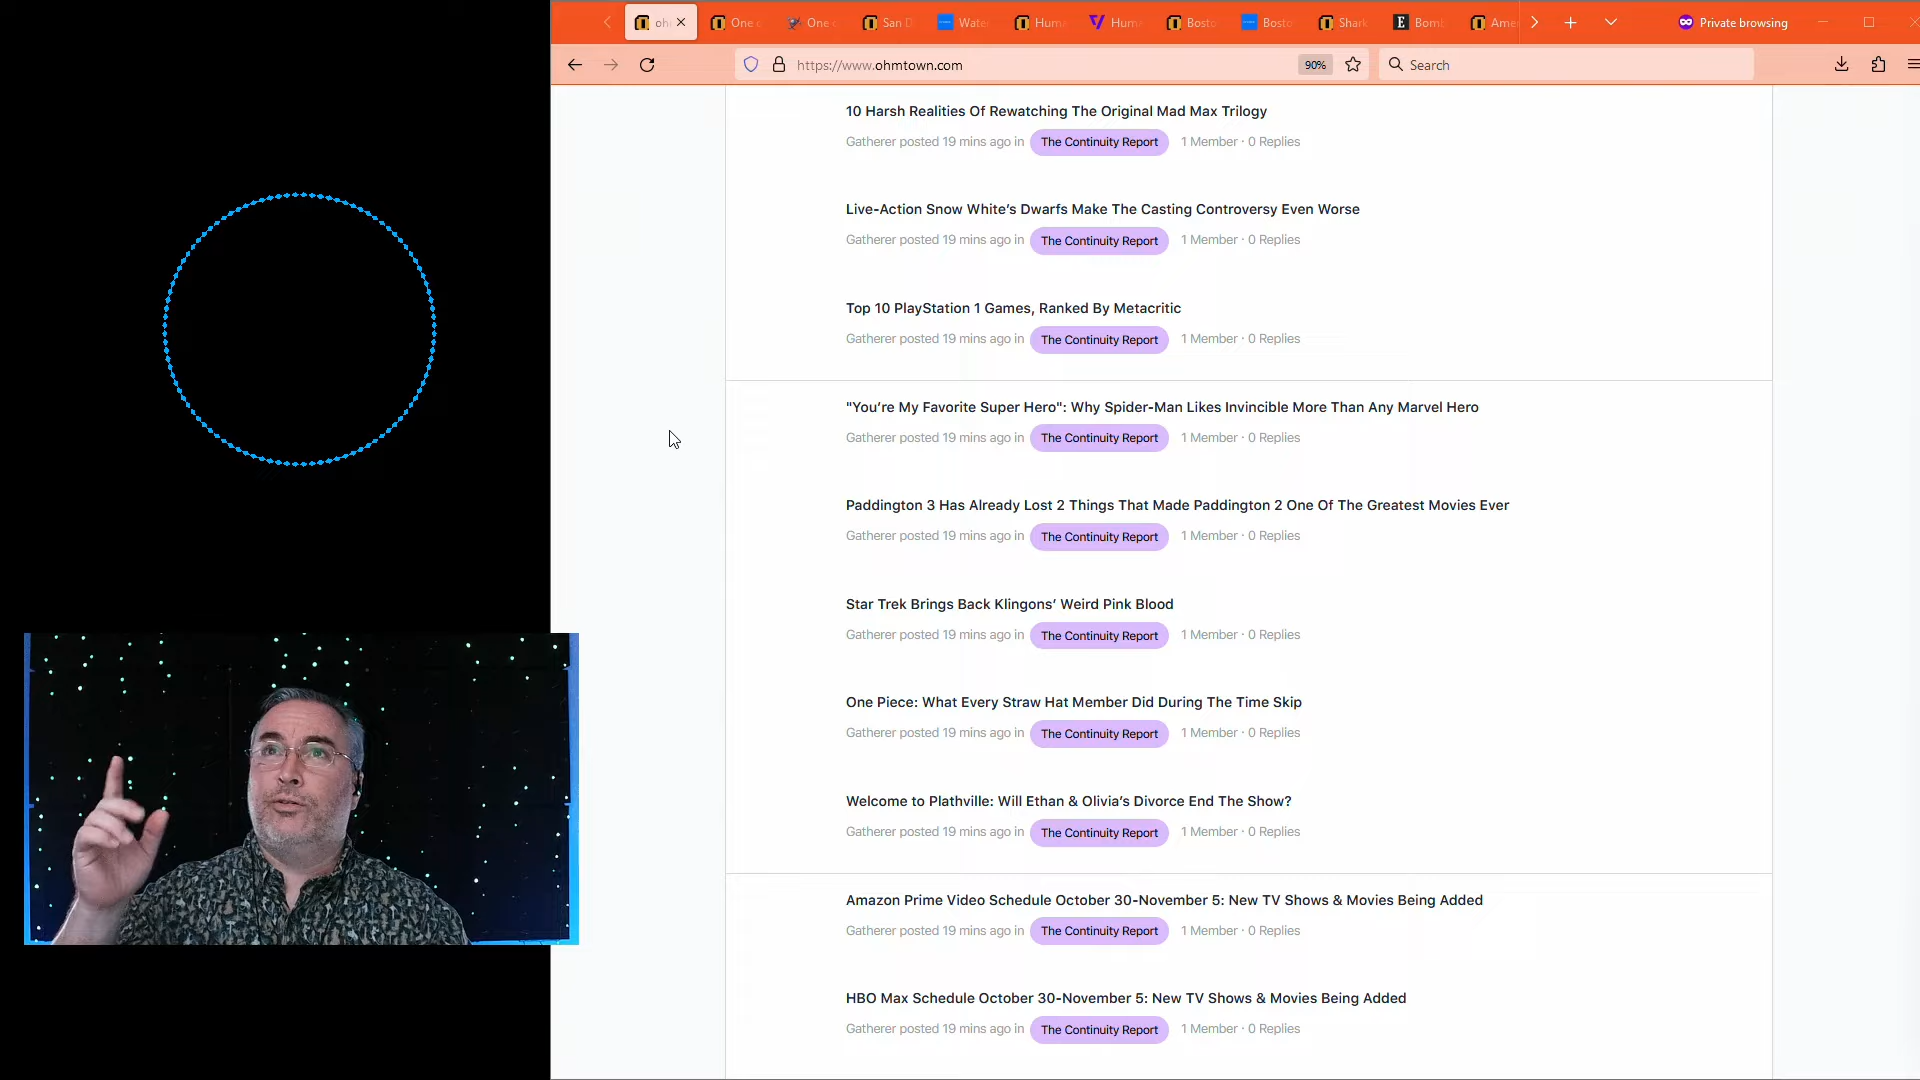 oh
One
One
San D
Wate
Hum
Hum
Bosto
Bosto
Shark
Bomb
Ame
Private browsing
https://www.ohmtown.com
90%
Search
10 Harsh Realities Of Rewatching The Original Mad Max Trilogy
Gatherer posted 19 mins ago in The Continuity Report 1 Member · 0 Replies
Live-Action Snow White’s Dwarfs Make The Casting Controversy Even Worse
Gatherer posted 19 mins ago in The Continuity Report 1 Member · 0 Replies
Top 10 PlayStation 1 Games, Ranked By Metacritic
Gatherer posted 19 mins ago in The Continuity Report 1 Member · 0 Replies
"You’re My Favorite Super Hero": Why Spider-Man Likes Invincible More Than Any Marvel Hero
Gatherer posted 19 mins ago in The Continuity Report 1 Member · 0 Replies
Paddington 3 Has Already Lost 2 Things That Made Paddington 2 One Of The Greatest Movies Ever
Gatherer posted 19 mins ago in The Continuity Report 1 Member · 0 Replies
Star Trek Brings Back Klingons’ Weird Pink Blood
Gatherer posted 19 mins ago in The Continuity Report 1 Member · 0 Replies
One Piece: What Every Straw Hat Member Did During The Time Skip
Gatherer posted 19 mins ago in The Continuity Report 1 Member · 0 Replies
Welcome to Plathville: Will Ethan & Olivia’s Divorce End The Show?
Gatherer posted 19 mins ago in The Continuity Report 1 Member · 0 Replies
Amazon Prime Video Schedule October 30-November 5: New TV Shows & Movies Being Added
Gatherer posted 19 mins ago in The Continuity Report 1 Member · 0 Replies
HBO Max Schedule October 30-November 5: New TV Shows & Movies Being Added
Gatherer posted 19 mins ago in The Continuity Report 1 Member · 0 Replies